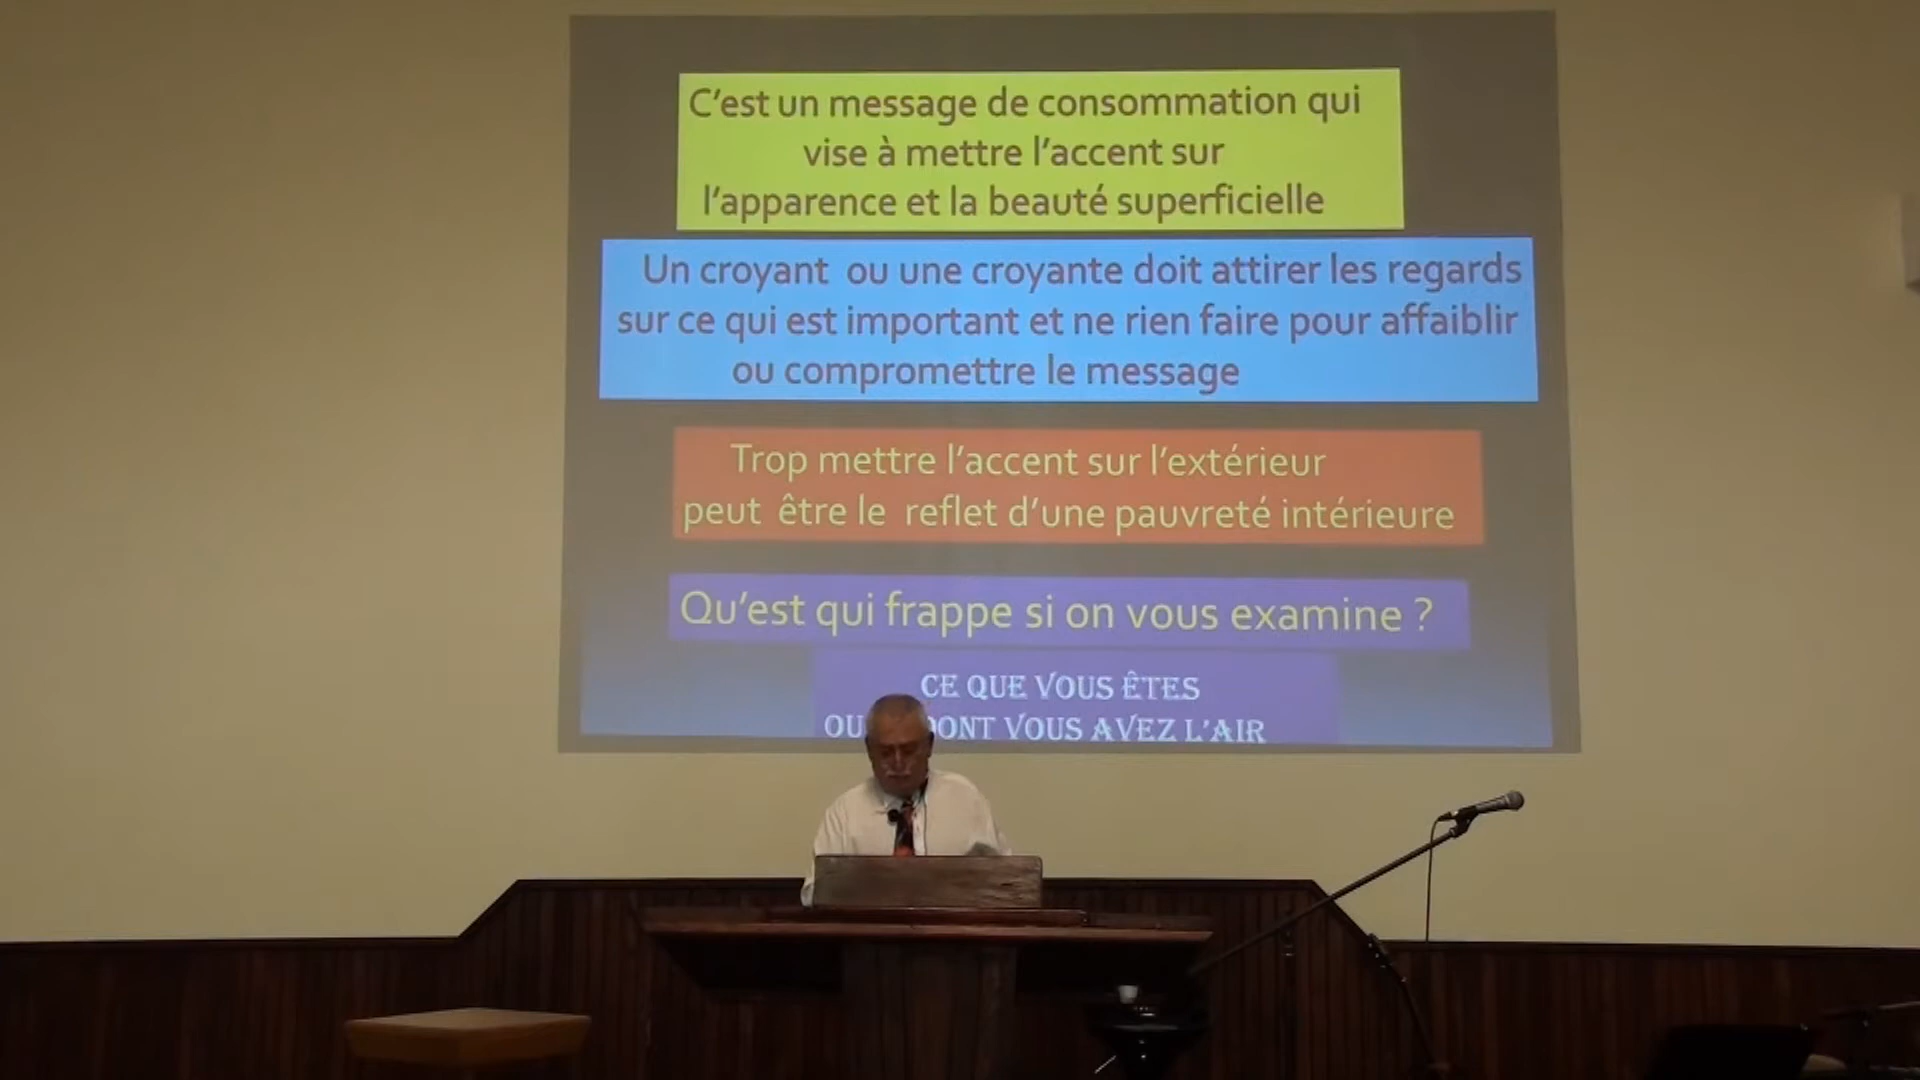 C'est un message de consommation qui
vise à mettre l'accent sur
l'apparence et la beauté superficielle
Un croyant ou une croyante doit attirer les regards
sur ce qui est important et ne rien faire pour affaiblir
ou compromettre le message
Trop mettre l'accent sur l'extérieur
peut être le reflet d'une pauvreté intérieure
Qu'est qui frappe si on vous examine ?
CE QUE VOUS ÊTES
OU DONT VOUS AVEZ L'AIR